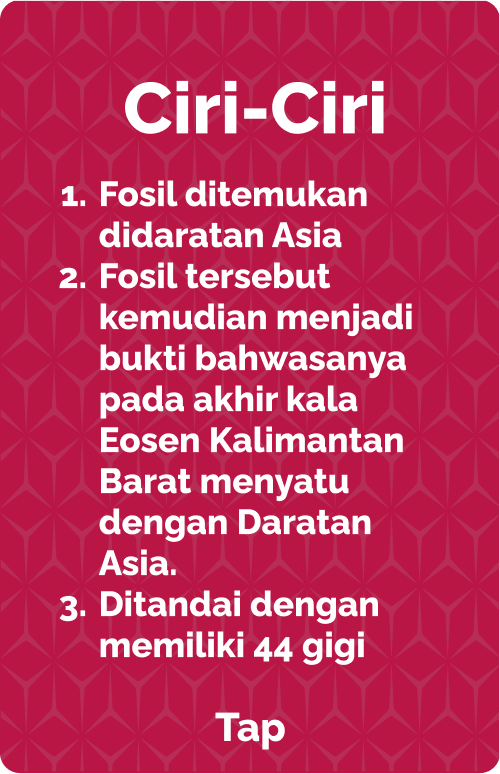 Ciri-Ciri
1. Fosil ditemukan
didaratan Asia
2. Fosil tersebut
kemudian menjadi
bukti bahwasanya
pada akhir kala
Eosen Kalimantan
Barat menyatu
dengan Daratan
Asia.
3. Ditandai dengan
memiliki 44 gigi
Tap